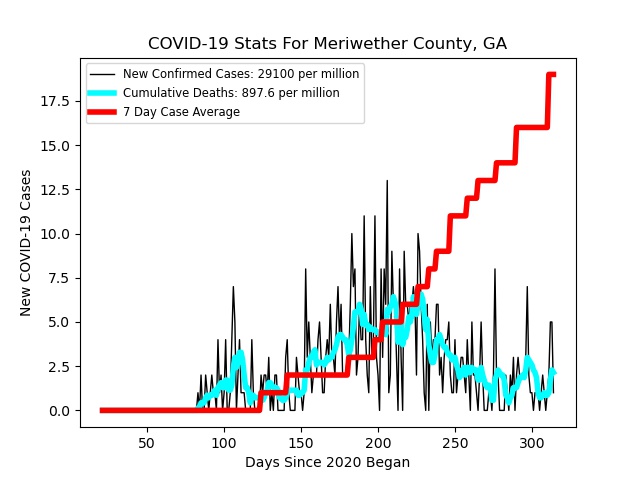 COVID-19 Stats For Meriwether County, GA
New Confirmed Cases: 29100 per million
Cumulative Deaths: 897.6 per million
7 Day Case Average
New COVID-19 Cases
17.5
15.0
12.5
10.0
7.5
5.0
2.5
0.0
50
100
150
200
250
300
Days Since 2020 Began